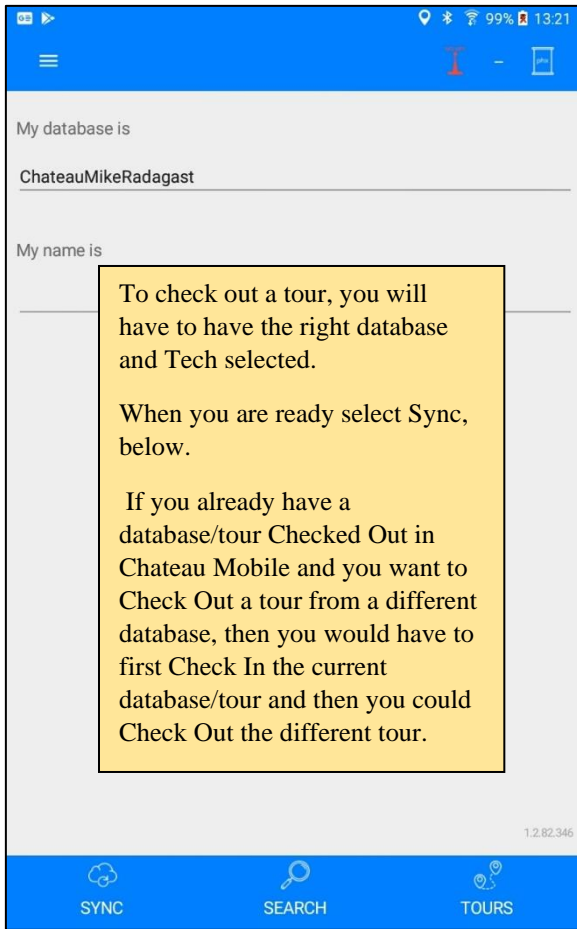 99% 13:21
My database is
ChateauMikeRadagast
My name is
To check out a tour, you will
have to have the right database
and Tech selected.
When you are ready select Sync,
below.
If you already have a
database/tour Checked Out in
Chateau Mobile and you want to
Check Out a tour from a different
database, then you would have to
first Check In the current
database/tour and then you could
Check Out the different tour.
1.2.82.346
SYNC SEARCH TOURS